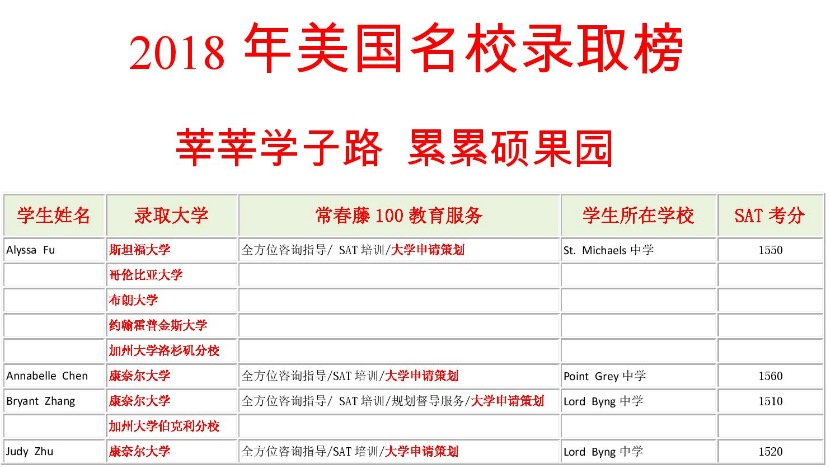 2018 年美国名校录取榜
莘莘学子路 累累硕果园
学生姓名 录取大学 常春藤 100 教育服务 学生所在学校 SAT 考分
Alyssa Fu 斯坦福大学 全方位咨询指导/ SAT 培训/大学申请策划 St. Michaels 中学 1550
哥伦比亚大学
布朗大学
约翰霍普金斯大学
加州大学洛杉矶分校
Annabelle Chen 康奈尔大学 全方位咨询指导/SAT 培训/大学申请策划 Point Grey 中学 1560
Bryant Zhang 康奈尔大学 全方位咨询指导/ SAT 培训/规划督导服务/大学申请策划 Lord Byng 中学 1510
加州大学伯克利分校
Judy Zhu 康奈尔大学 全方位咨询指导/SAT 培训/大学申请策划 Lord Byng 中学 1520